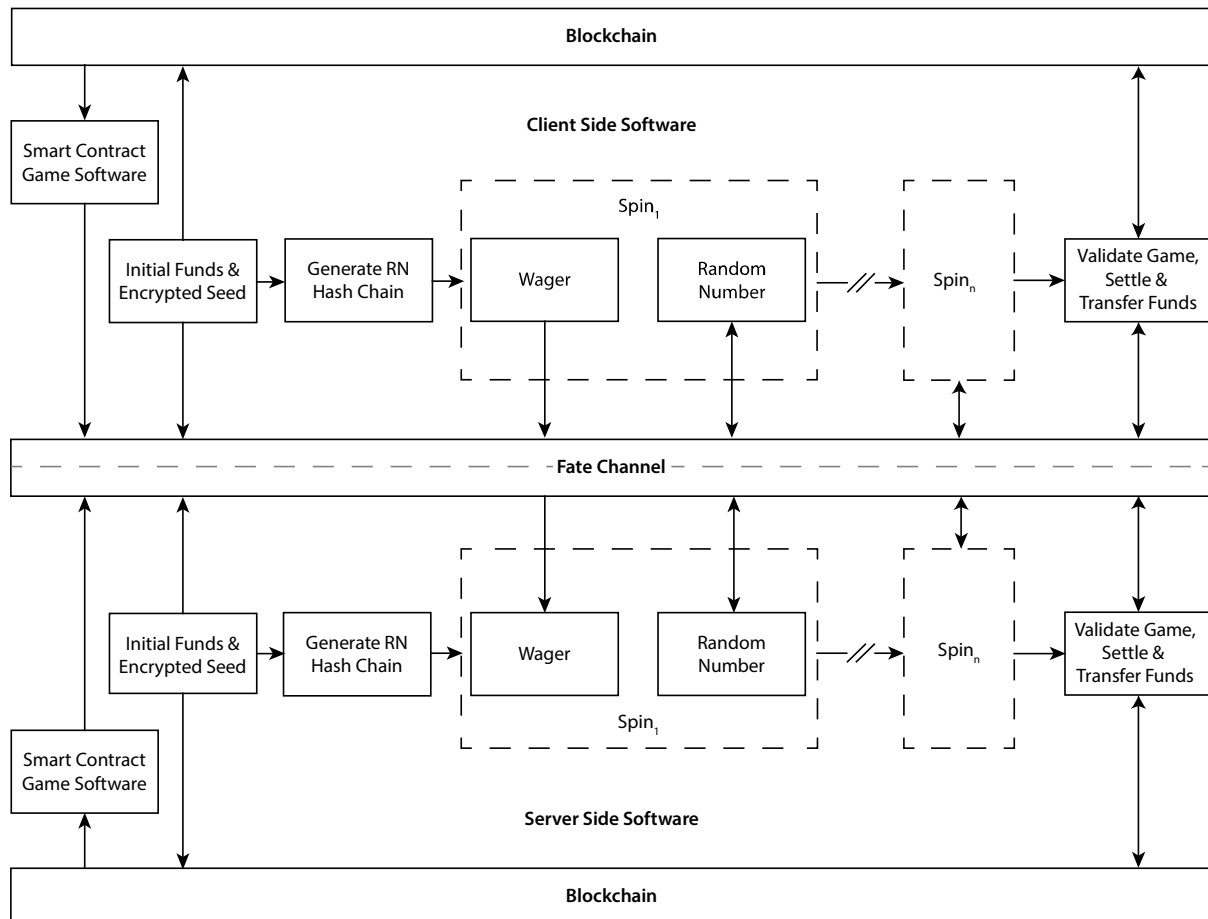 Blockchain
Client Side Software
Smart Contract
Game Software
Initial Funds &
Encrypted Seed
Generate RN
Hash Chain
Spin₁
Wager
Random
Number
Spinₙ
Validate Game,
Settle &
Transfer Funds
Fate Channel
Initial Funds &
Encrypted Seed
Generate RN
Hash Chain
Wager
Random
Number
Spin₁
Spinₙ
Validate Game,
Settle &
Transfer Funds
Smart Contract
Game Software
Server Side Software
Blockchain